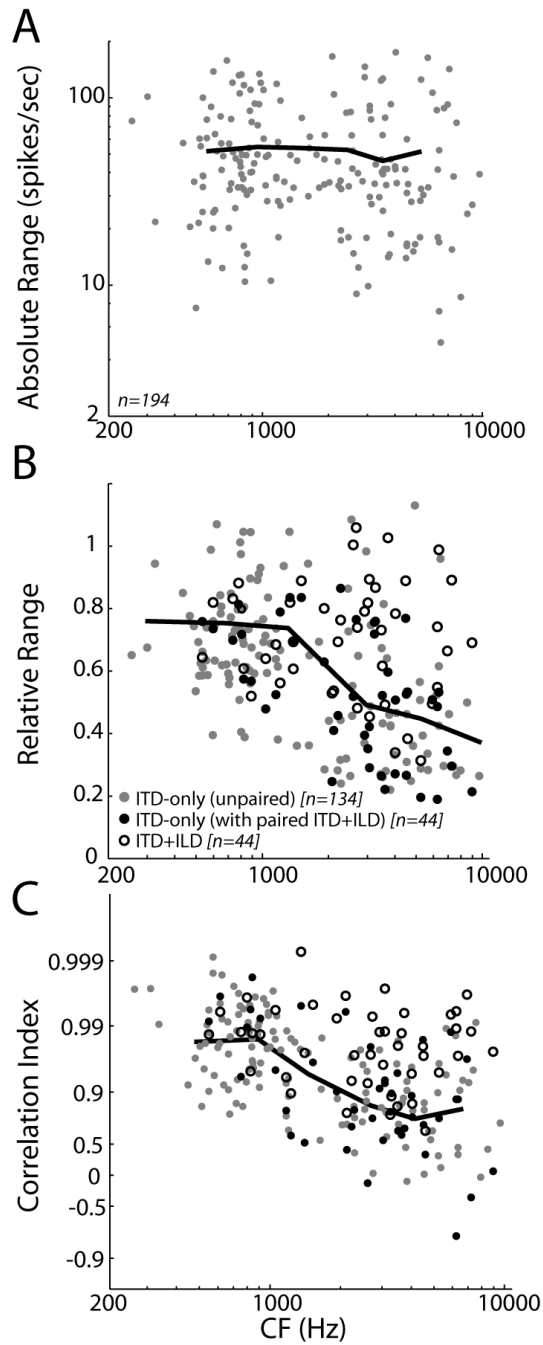 A
Absolute Range (spikes/sec)
100
10
2
n=194
200
1000
10000
B
Relative Range
1
0.8
0.6
0.4
0.2
0
ITD-only (unpaired) [n=134]
ITD-only (with paired ITD+ILD) [n=44]
ITD+ILD [n=44]
200
1000
10000
C
Correlation Index
0.999
0.99
0.9
0.5
0
-0.5
-0.9
200
1000
10000
CF (Hz)